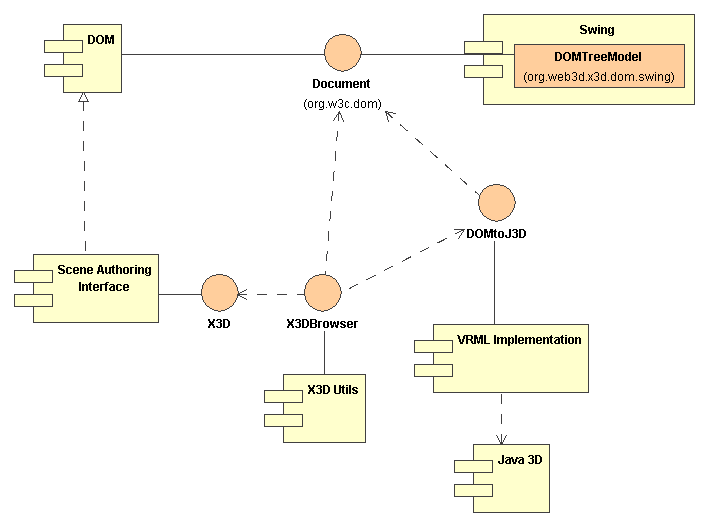 DOM
Swing
DOMTreeModel
(org.web3d.x3d.dom.swing)
Document
(org.w3c.dom)
DOMtoJ3D
Scene Authoring
Interface
X3D
X3DBrowser
VRML Implementation
X3D Utils
Java 3D